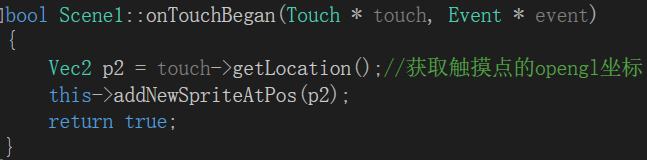 bool Scene1::onTouchBegan(Touch * touch, Event * event)
{
Vec2 p2 = touch->getLocation();//获取触摸点的opengl坐标
this->addNewSpriteAtPos(p2);
return true;
}